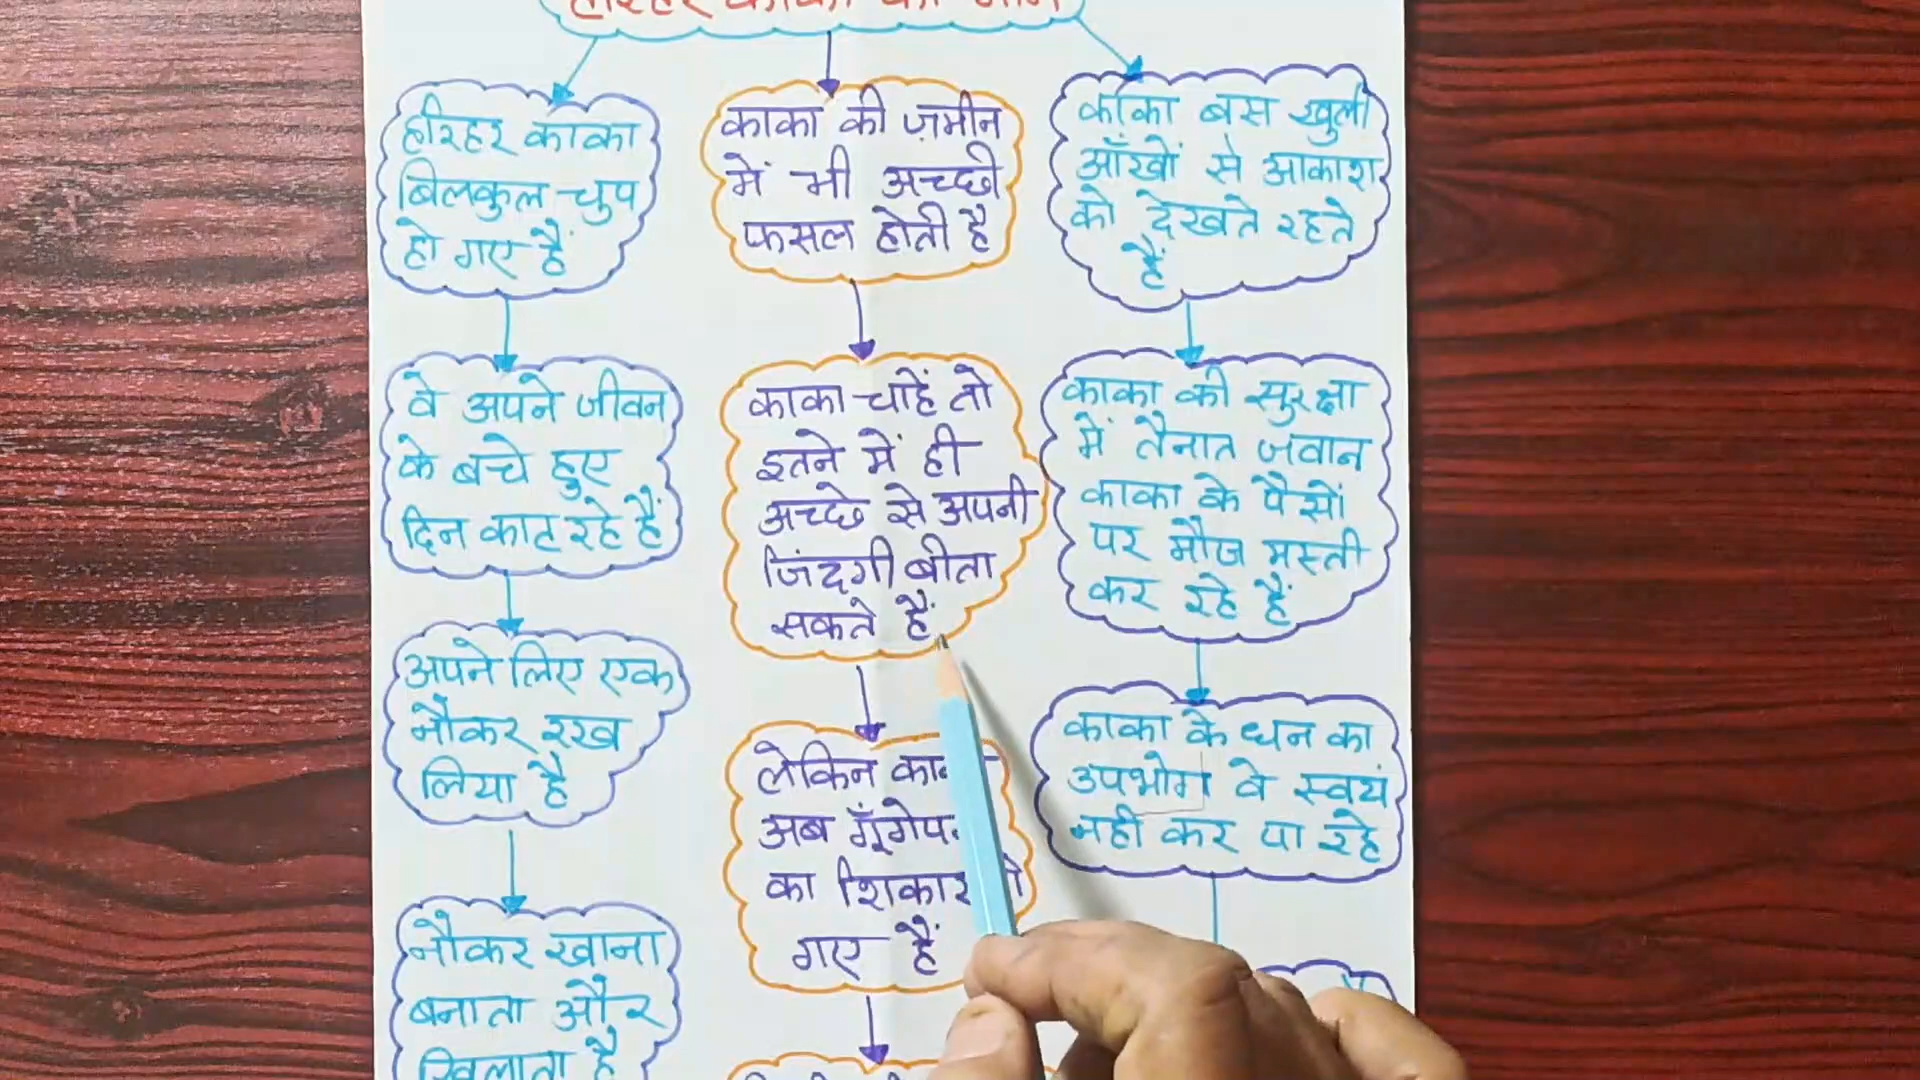 हरिहर काका का मौन
हरिहर काका
बिलकुल चुप
हो गए हैं
वे अपने जीवन
के बचे हुए
दिन काट रहे हैं
अपने लिए एक
नौकर रख
लिया है
नौकर खाना
बनाता और
खिलाता है
काका की ज़मीन
में भी अच्छी
फसल होती है
काका चाहें तो
इतने में ही
अच्छे से अपनी
जिंदगी बीता
सकते हैं
लेकिन
अब
का शिकार
गए हैं
काका बस खुली
आँखों से आकाश
को देखते रहते
हैं
काका की सुरक्षा
में तैनात जवान
काका के पैसों
पर मौज मस्ती
कर रहे हैं
काका के धन का
उपभोग वे स्वयं
नहीं कर पा रहे